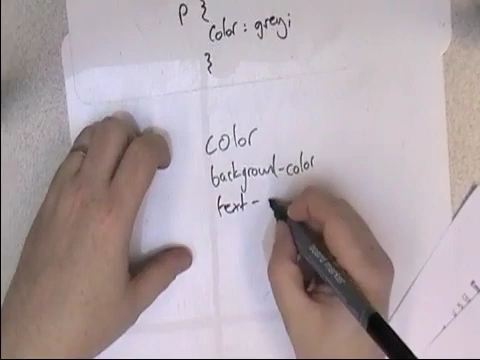 p {
color : grey;
}
color
background-color
text-